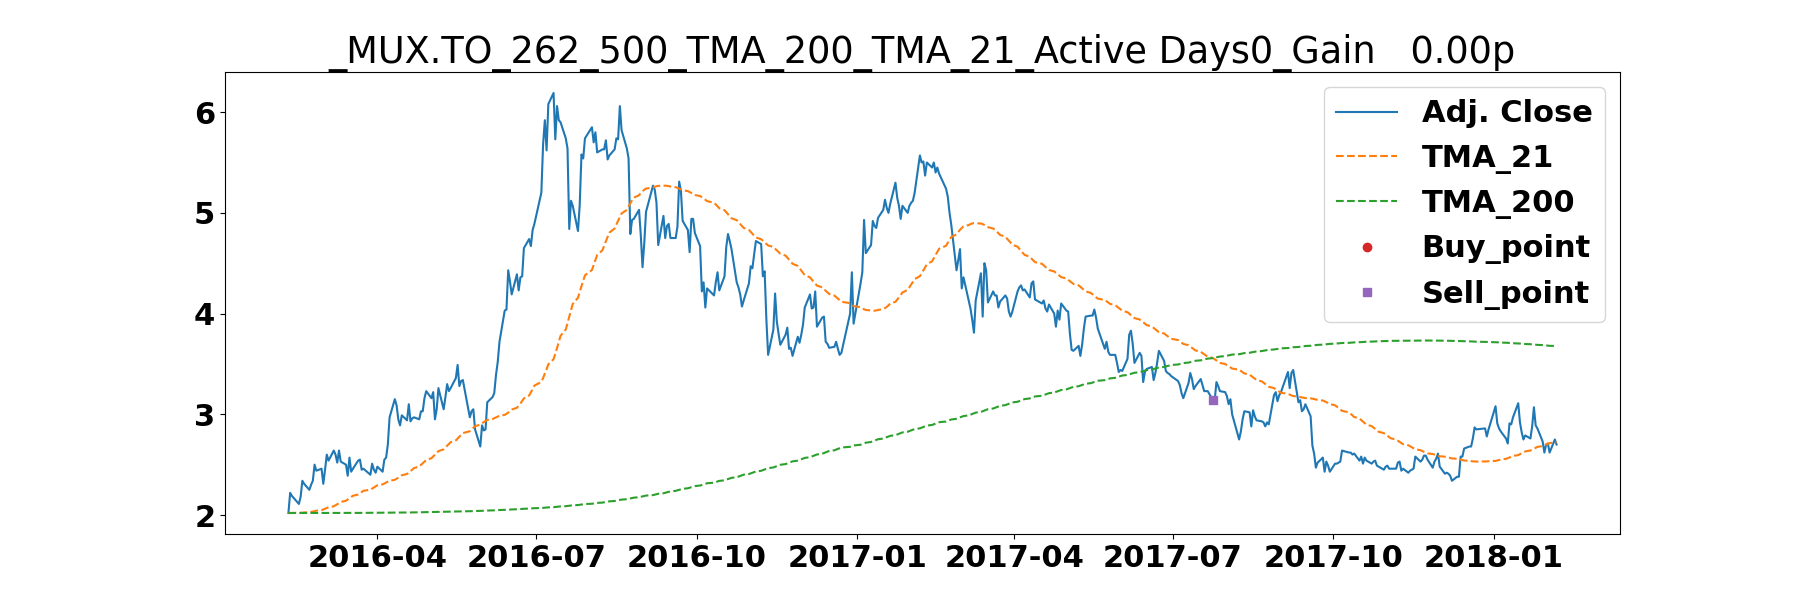 _MUX.TO_262_500_TMA_200_TMA_21_Active Days0_Gain   0.00p
6
5
4
3
2
Adj. Close
TMA_21
TMA_200
Buy_point
Sell_point
2016-04 2016-07 2016-10 2017-01 2017-04 2017-07 2017-10 2018-01